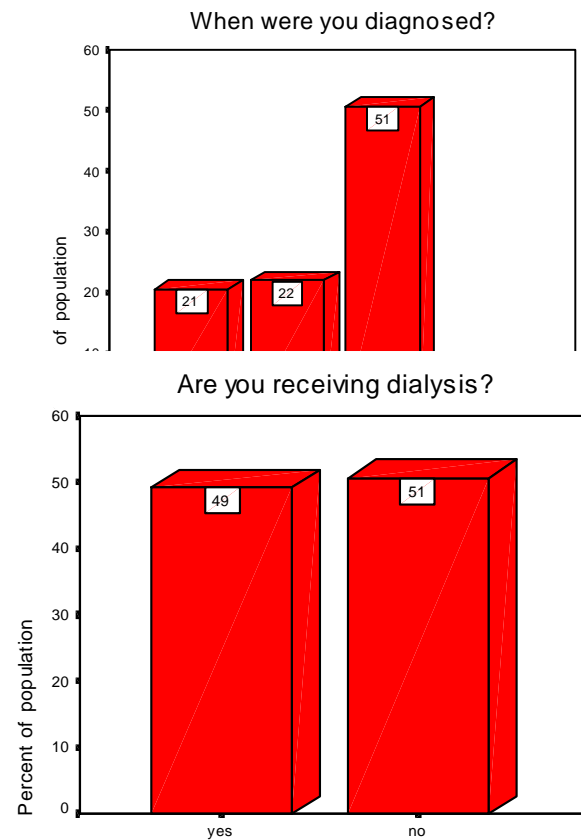 When were you diagnosed?
60
50
51
40
30
20
21
22
of population
Are you receiving dialysis?
60
50
49
51
40
30
20
10
0
Percent of population
yes
no